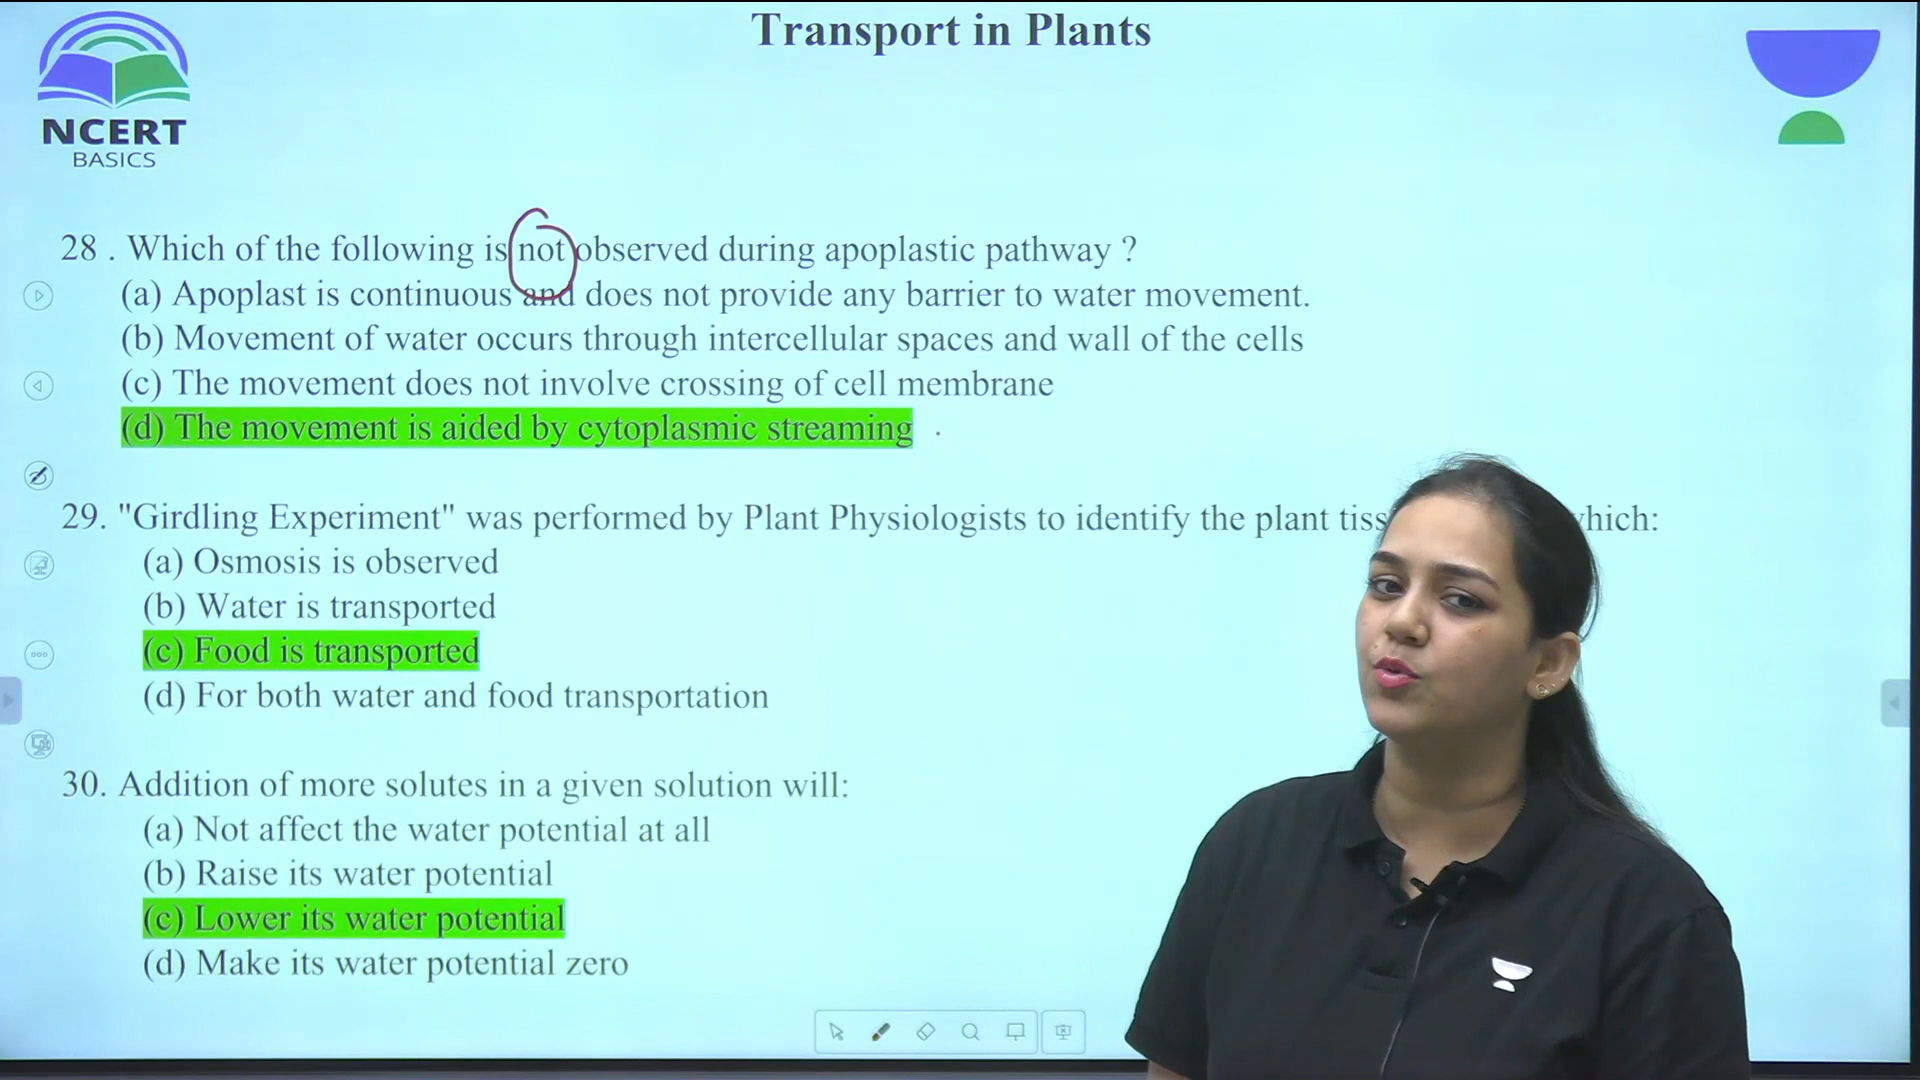 Transport in Plants
NCERT
BASICS
28 . Which of the following is not observed during apoplastic pathway ?
(a) Apoplast is continuous and does not provide any barrier to water movement.
(b) Movement of water occurs through intercellular spaces and wall of the cells
(c) The movement does not involve crossing of cell membrane
(d) The movement is aided by cytoplasmic streaming
29. "Girdling Experiment" was performed by Plant Physiologists to identify the plant
(a) Osmosis is observed
(b) Water is transported
(c) Food is transported
(d) For both water and food transportation
30. Addition of more solutes in a given solution will:
(a) Not affect the water potential at all
(b) Raise its water potential
(c) Lower its water potential
(d) Make its water potential zero